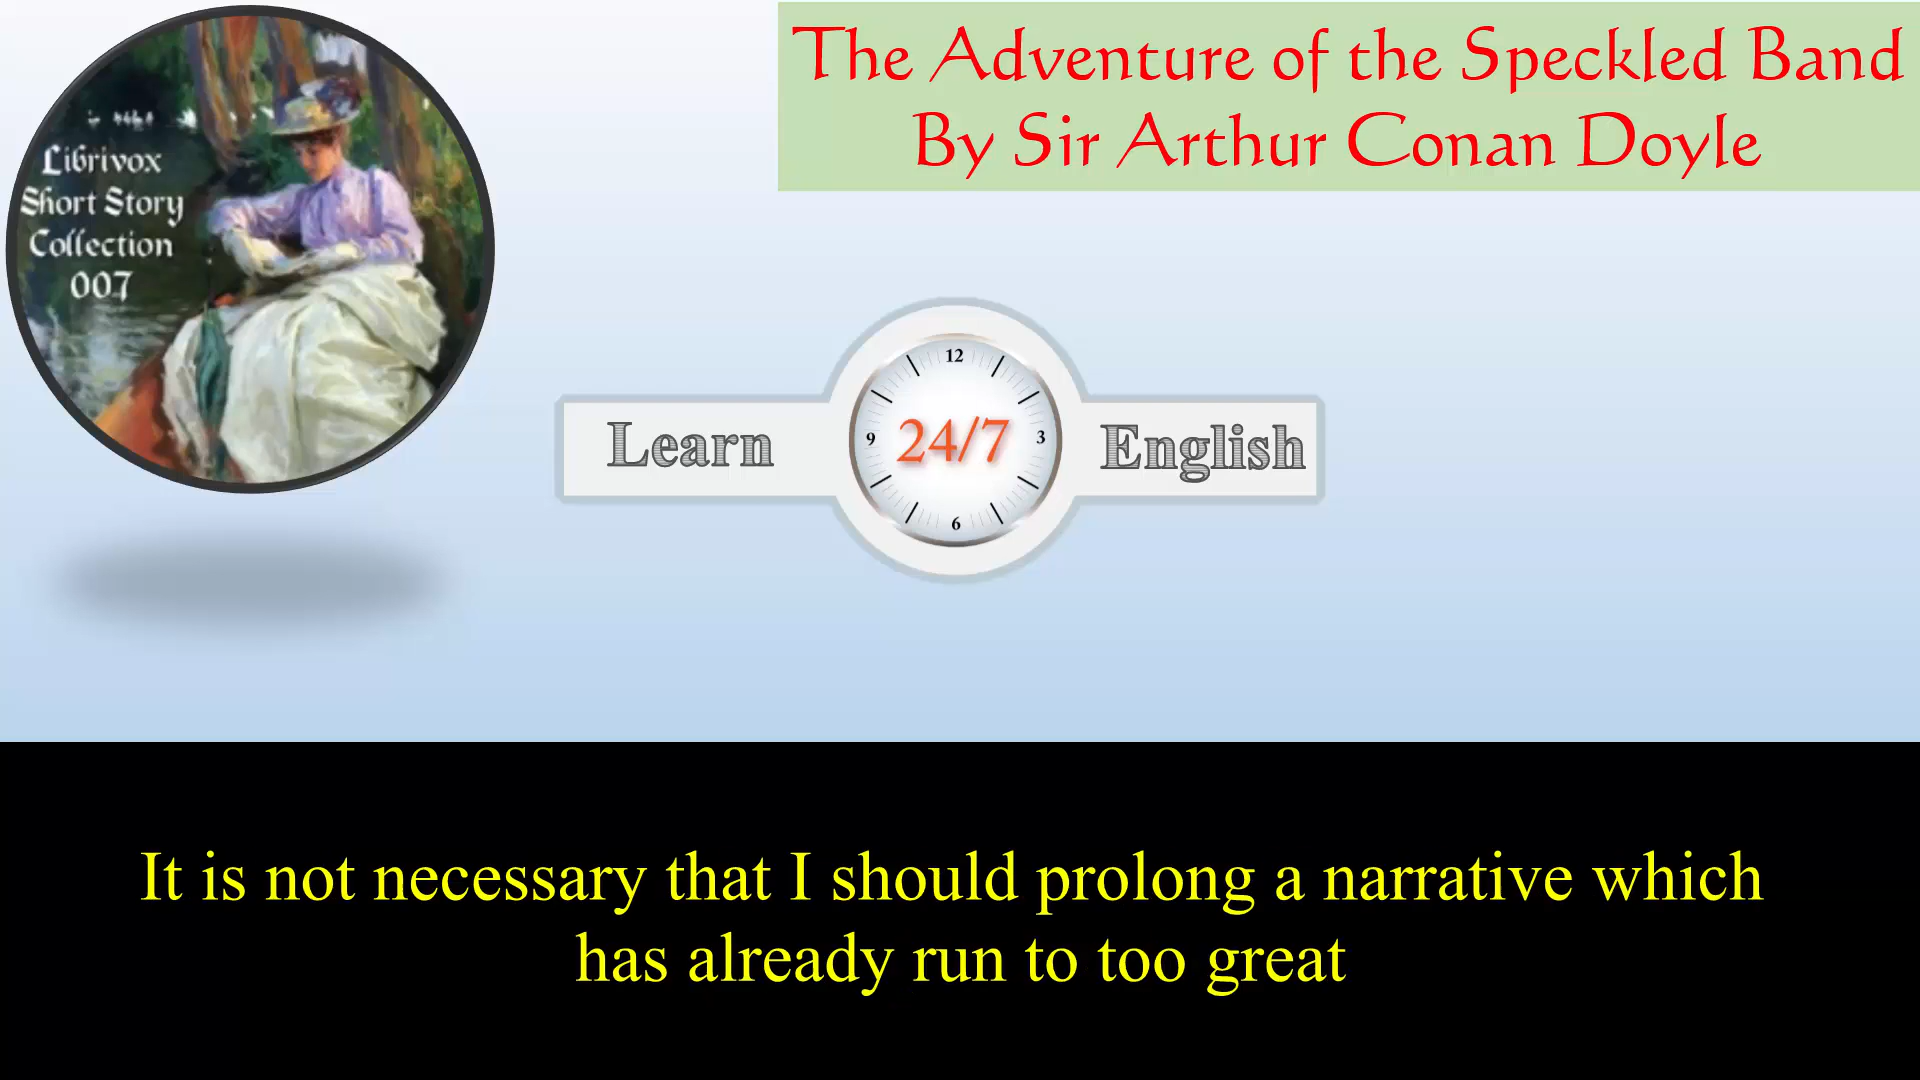 Librivox
Short Story
Collection
007
The Adventure of the Speckled Band
By Sir Arthur Conan Doyle
Learn
24/7
English
12
3
6
9
It is not necessary that I should prolong a narrative which
has already run to too great